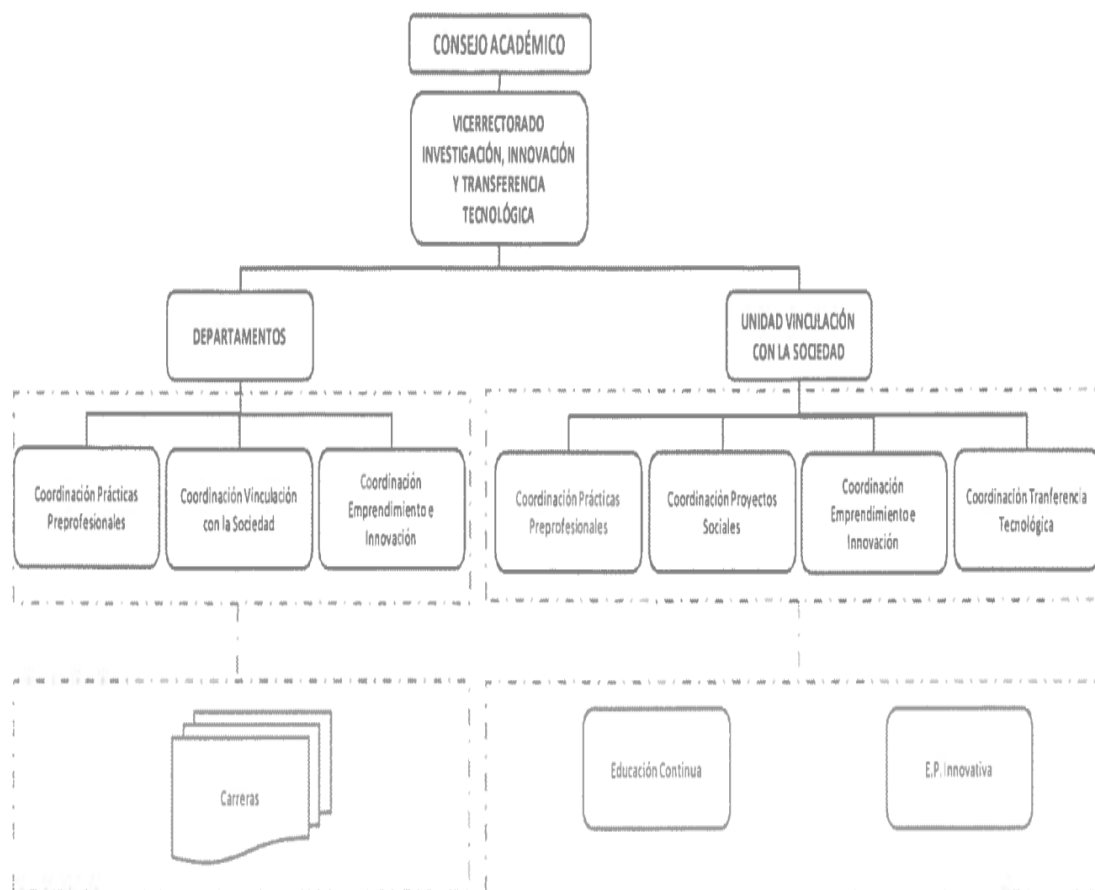 CONSEJO ACADÉMICO
VICERRECTORADO
INVESTIGACIÓN, INNOVACIÓN
Y TRANSFERENCIA
TECNOLÓGICA
DEPARTAMENTOS
UNIDAD VINCULACIÓN
CON LA SOCIEDAD
Coordinación Prácticas
Preprofesionales
Coordinación Vinculación
con la Sociedad
Coordinación
Emprendimiento e
Innovación
Coordinación Prácticas
Preprofesionales
Coordinación Proyectos
Sociales
Coordinación
Emprendimiento e
Innovación
Coordinación Tranferencia
Tecnológica
Carreras
Educación Continua
E.P. Innovativa